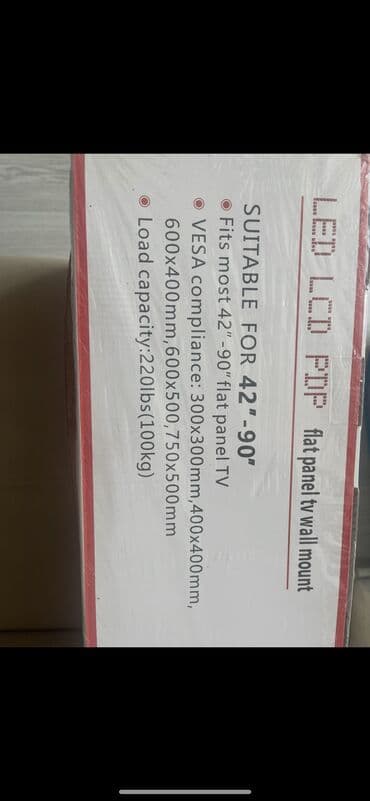 LED LCD PDP flat panel tv wall mount
SUITABLE FOR 42"-90"
Fits most 42"-90" flat panel TV
VESA compliance: 300x300mm,400x400mm,
600x400mm,600x500,750x500mm
Load capacity:220lbs(100kg)